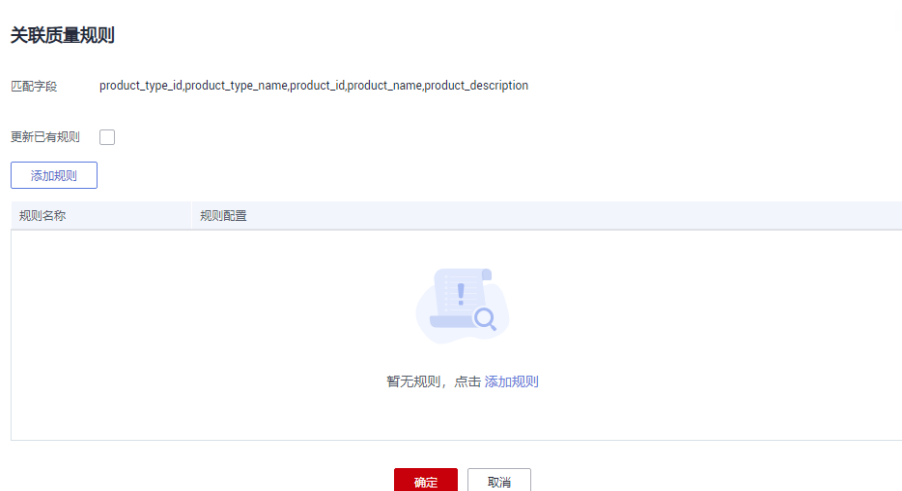 关联质量规则
匹配字段 product_type_id,product_type_name,product_id,product_name,product_description
更新已有规则
添加规则
规则名称 规则配置
暂无规则，点击 添加规则
确定 取消